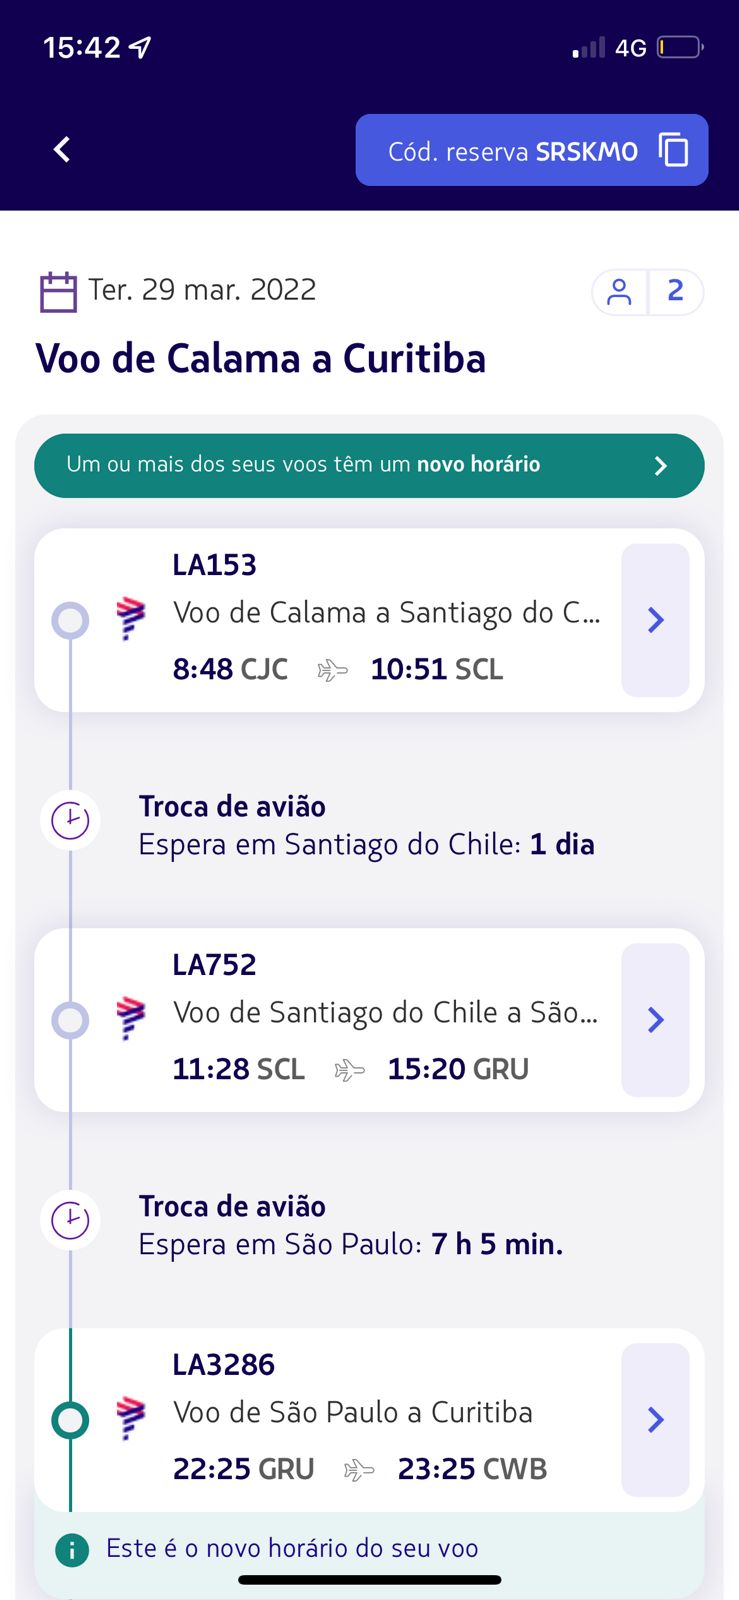 15:42
4G
Cód. reserva SRSKMO
Ter. 29 mar. 2022
2
Voo de Calama a Curitiba
Um ou mais dos seus voos têm um novo horário
LA153
Voo de Calama a Santiago do C...
8:48 CJC 10:51 SCL
Troca de avião
Espera em Santiago do Chile: 1 dia
LA752
Voo de Santiago do Chile a São...
11:28 SCL 15:20 GRU
Troca de avião
Espera em São Paulo: 7 h 5 min.
LA3286
Voo de São Paulo a Curitiba
22:25 GRU 23:25 CWB
Este é o novo horário do seu voo